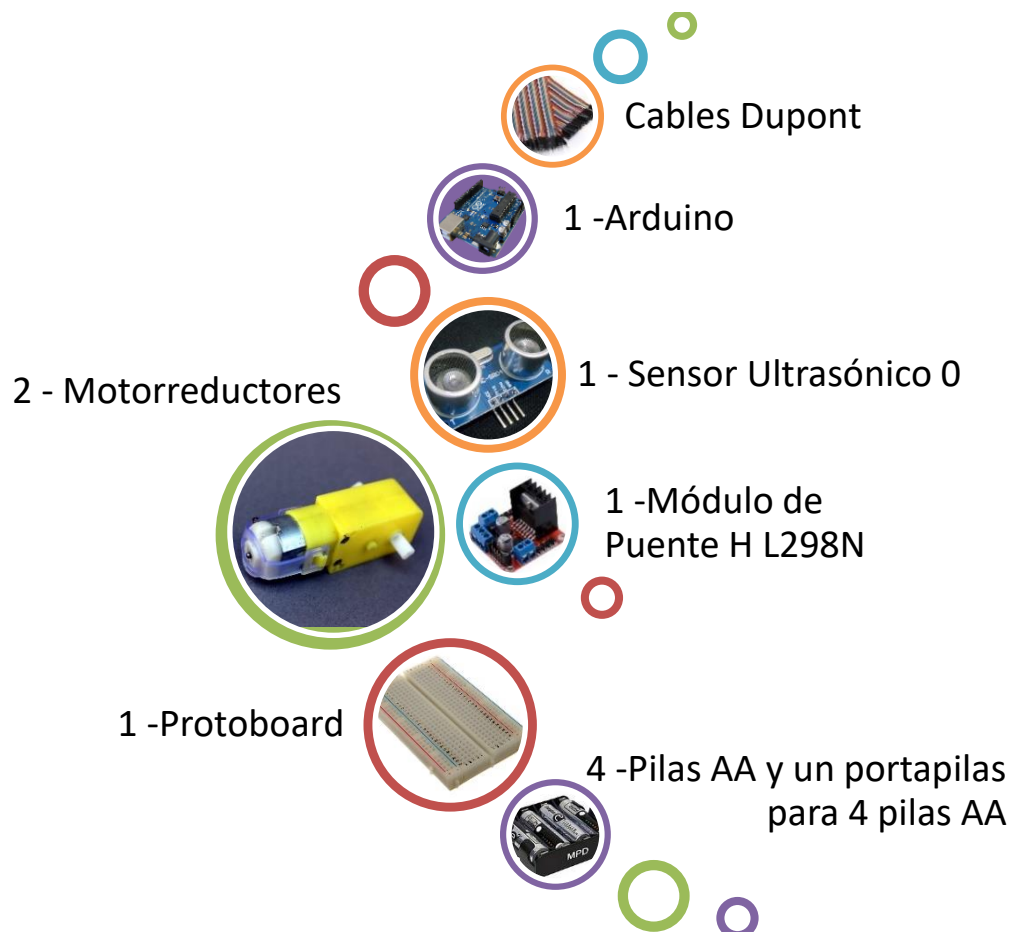 Cables Dupont
1 -Arduino
1 - Sensor Ultrasónico 0
2 - Motorreductores
1 -Módulo de
Puente H L298N
1 -Protoboard
4 -Pilas AA y un portapilas
para 4 pilas AA
MPD